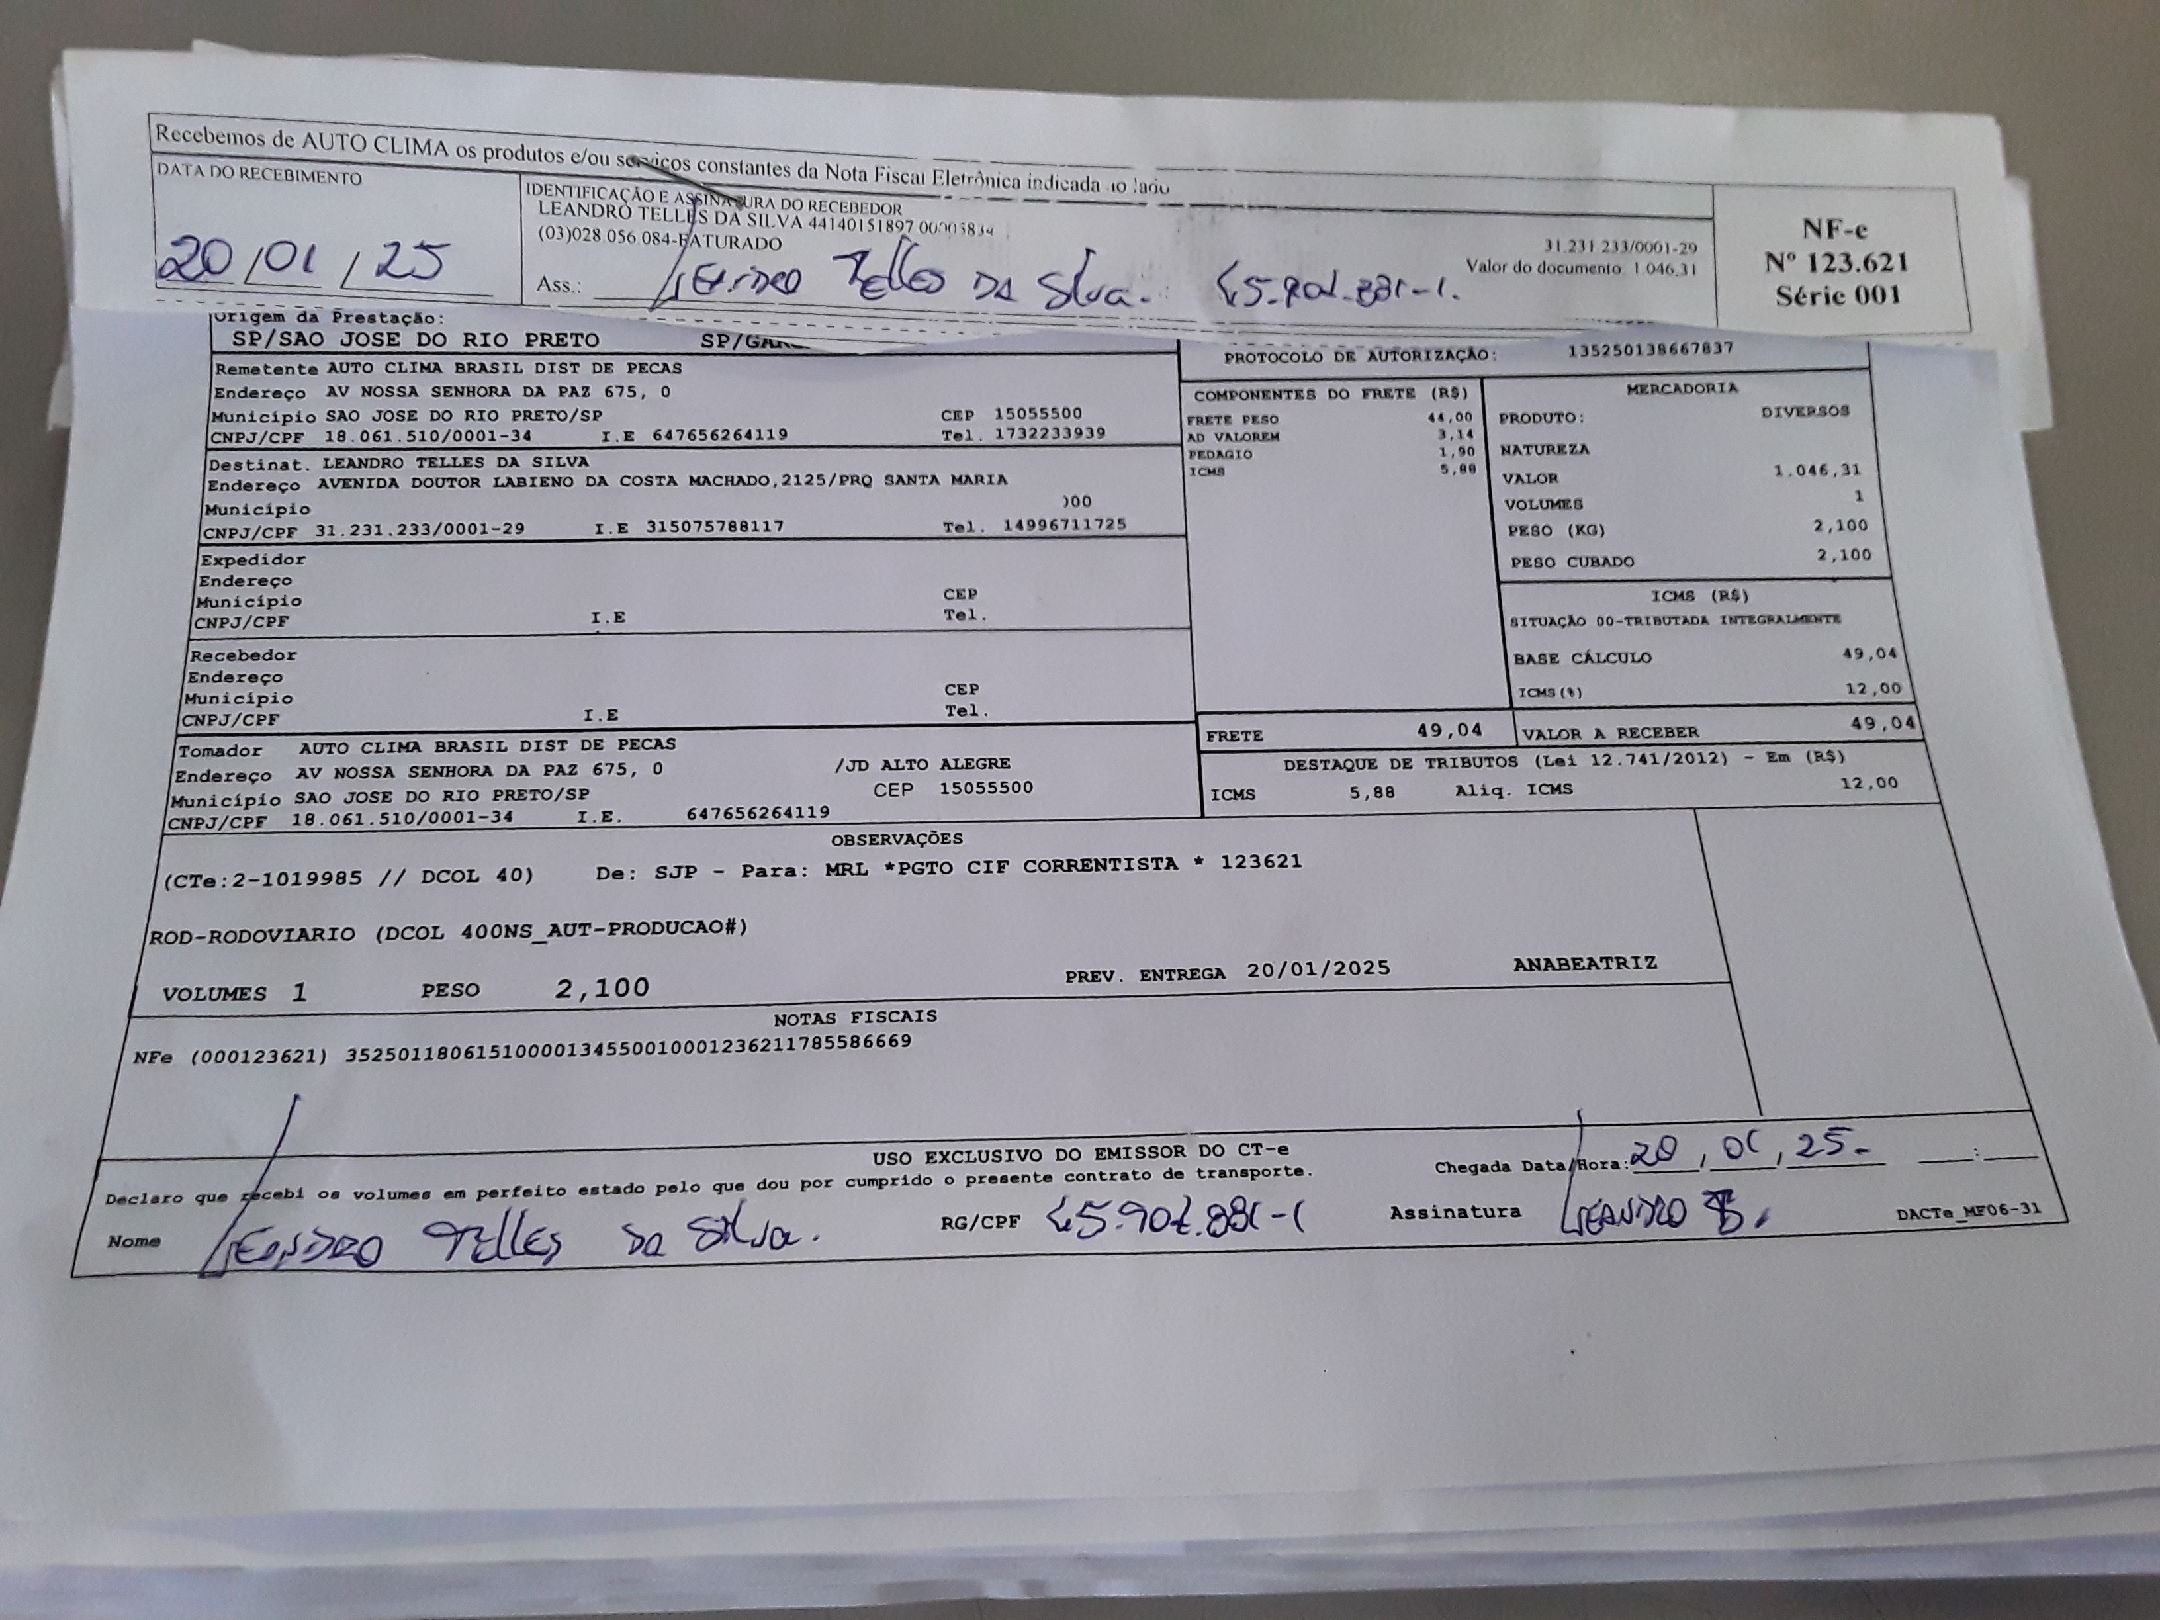 Recebemos de AUTO CLIMA os produtos e/ou serviços constantes da Nota Fiscal Eletrônica indicada ao lado
DATA DO RECEBIMENTO
20/01/25
IDENTIFICAÇÃO E ASSINATURA DO RECEBEDOR
LEANDRO TELLES DA SILVA 44140151897
(03)028.056.084-FATURADO
31.231.233/0001-29
Valor do documento: 1.046,31
Ass.: LEANDRO TELLES DA Silva.
NF-e
Nº 123.621
Série 001
Origem da Prestação:
SP/SAO JOSE DO RIO PRETO
PROTOCOLO DE AUTORIZAÇÃO: 135250138667837
Remetente AUTO CLIMA BRASIL DIST DE PECAS
Endereço AV NOSSA SENHORA DA PAZ 675, 0
Município SAO JOSE DO RIO PRETO/SP CEP 15055500
CNPJ/CPF 18.061.510/0001-34 I.E 647656264119 Tel. 1732233939
Destinat. LEANDRO TELLES DA SILVA
Endereço AVENIDA DOUTOR LABIENO DA COSTA MACHADO,2125/PRQ SANTA MARIA
Município
CNPJ/CPF 31.231.233/0001-29 I.E 315075788117 Tel. 14996711725
Expedidor
Endereço
Município CEP
CNPJ/CPF I.E Tel.
Recebedor
Endereço
Município CEP
CNPJ/CPF I.E Tel.
Tomador AUTO CLIMA BRASIL DIST DE PECAS
Endereço AV NOSSA SENHORA DA PAZ 675, 0 /JD ALTO ALEGRE
Município SAO JOSE DO RIO PRETO/SP CEP 15055500
CNPJ/CPF 18.061.510/0001-34 I.E. 647656264119
COMPONENTES DO FRETE (R$)
FRETE PESO 44,00
AD VALOREM 3,14
PEDAGIO 1,90
ICMS 5,88
MERCADORIA
PRODUTO: DIVERSOS
NATUREZA
VALOR 1.046,31
VOLUMES 1
PESO (KG) 2,100
PESO CUBADO 2,100
ICMS (R$)
SITUAÇÃO 00-TRIBUTADA INTEGRALMENTE
BASE CÁLCULO 49,04
ICMS(%) 12,00
FRETE 49,04 VALOR A RECEBER 49,04
DESTAQUE DE TRIBUTOS (Lei 12.741/2012) - Em (R$)
ICMS 5,88 Aliq. ICMS 12,00
OBSERVAÇÕES
(CTe:2-1019985 // DCOL 40) De: SJP - Para: MRL *PGTO CIF CORRENTISTA * 123621
ROD-RODOVIARIO (DCOL 400NS_AUT-PRODUCAO#)
VOLUMES 1 PESO 2,100 PREV. ENTREGA 20/01/2025 ANABEATRIZ
NOTAS FISCAIS
NFe (000123621) 35250118061510000134550010001236211785586669
USO EXCLUSIVO DO EMISSOR DO CT-e
Declaro que recebi os volumes em perfeito estado pelo que dou por cumprido o presente contrato de transporte.
Chegada Data/Hora: 20, 01, 25. :
Nome LEANDRO TELLES DA Silva. RG/CPF Assinatura LEANDRO DACTe_MF06-31